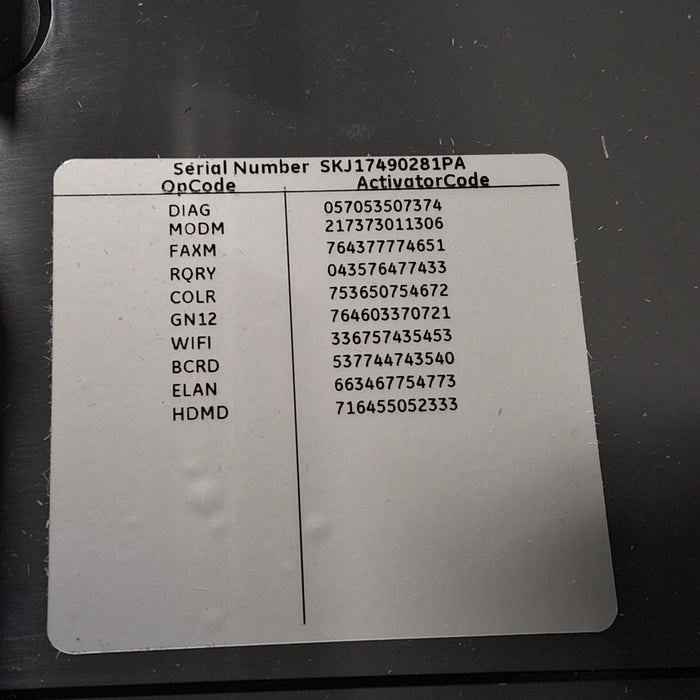 Serial Number SKJ17490281PA
OpCode ActivatorCode
DIAG 057053507374
MODM 217373011306
FAXM 764377774651
RQRY 043576477433
COLR 753650754672
GN12 764603370721
WIFI 336757435453
BCRD 537744743540
ELAN 663467754773
HDMD 716455052333